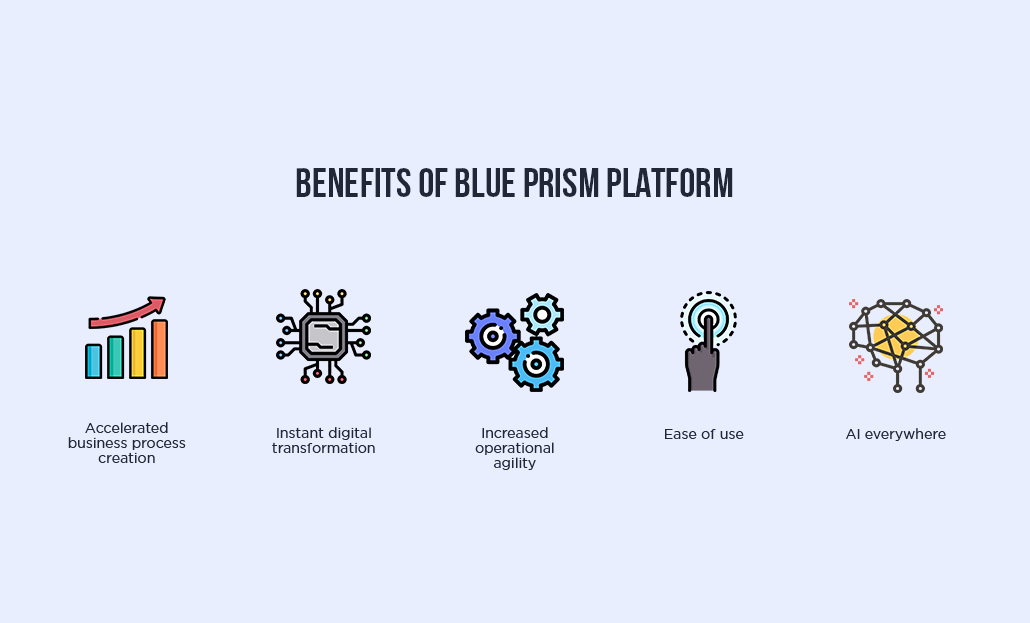 BENEFITS OF BLUE PRISM PLATFORM
Accelerated
business process
creation
Instant digital
transformation
Increased
operational
agility
Ease of use
AI everywhere